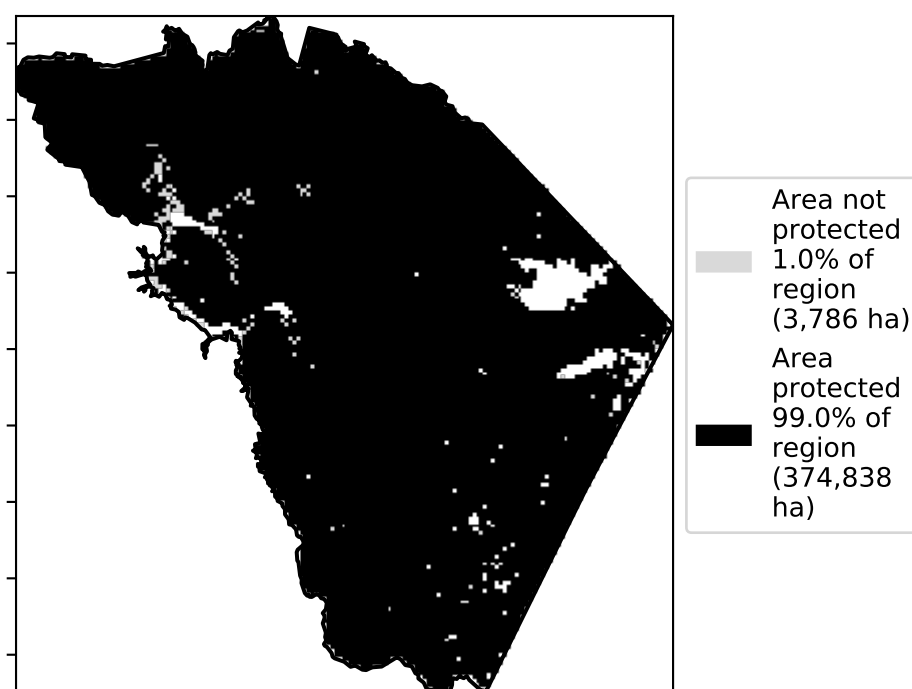 Area not
protected
1.0% of
region
(3,786 ha)
Area
protected
99.0% of
region
(374,838
ha)